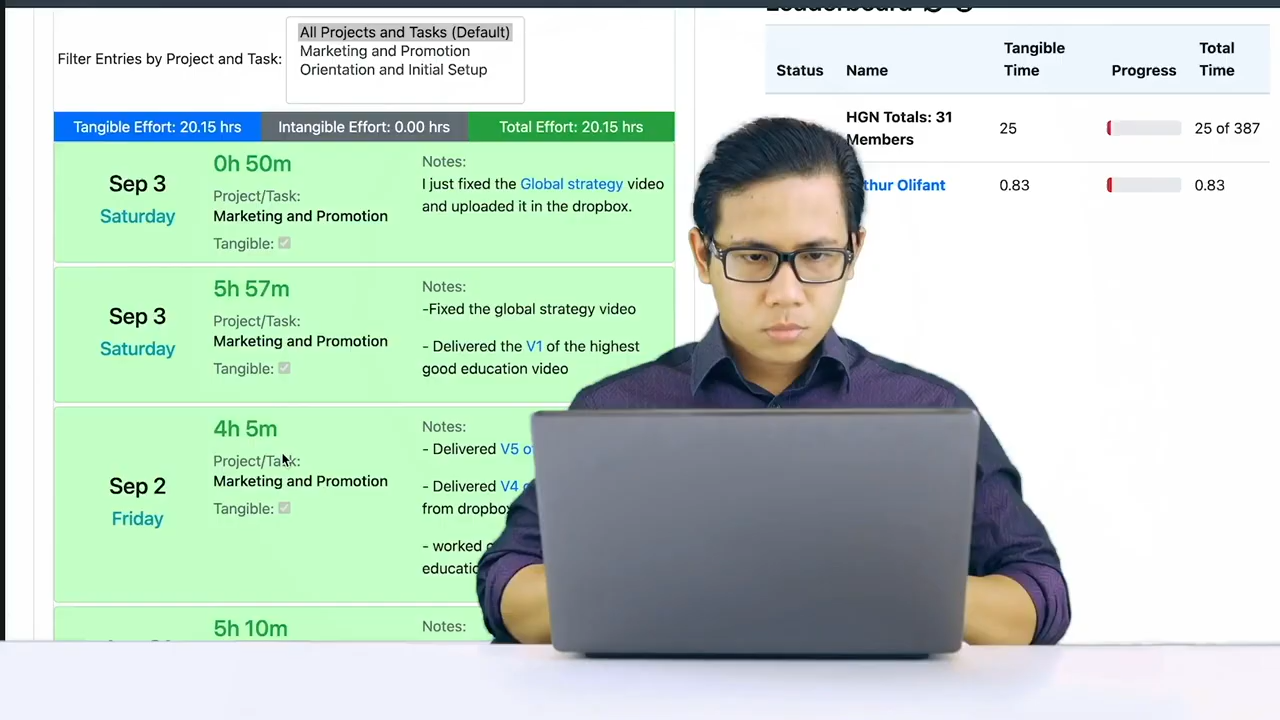 Filter Entries by Project and Task:
All Projects and Tasks (Default)
Marketing and Promotion
Orientation and Initial Setup
Tangible Effort: 20.15 hrs
Intangible Effort: 0.00 hrs
Total Effort: 20.15 hrs
Sep 3
Saturday
0h 50m
Project/Task:
Marketing and Promotion
Tangible:
Notes:
I just fixed the Global strategy video
and uploaded it in the dropbox.
Sep 3
Saturday
5h 57m
Project/Task:
Marketing and Promotion
Tangible:
Notes:
-Fixed the global strategy video
- Delivered the V1 of the highest
good education video
Sep 2
Friday
4h 5m
Project/Task:
Marketing and Promotion
Tangible:
Notes:
- Delivered V5
- Delivered V4
from dropbox
- worked
5h 10m
Notes:
Leaderboard
Status
Name
Tangible
Time
Progress
Total
Time
HGN Totals: 31
Members
25
25 of 387
Olifant
0.83
0.83